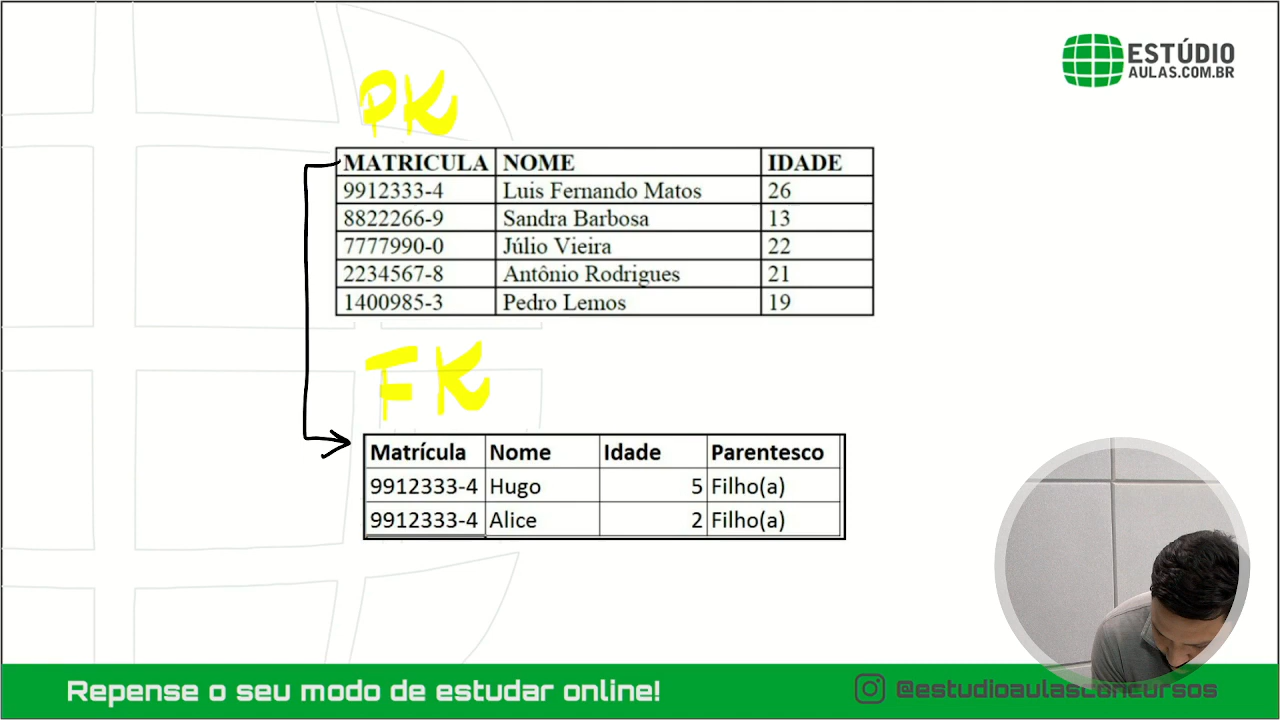 ESTÚDIO
AULAS.COM.BR
PK
MATRICULA NOME IDADE
9912333-4 Luis Fernando Matos 26
8822266-9 Sandra Barbosa 13
7777990-0 Júlio Vieira 22
2234567-8 Antônio Rodrigues 21
1400985-3 Pedro Lemos 19
FK
Matrícula Nome Idade Parentesco
9912333-4 Hugo 5 Filho(a)
9912333-4 Alice 2 Filho(a)
Repense o seu modo de estudar online!
@estudioaulasconcursos